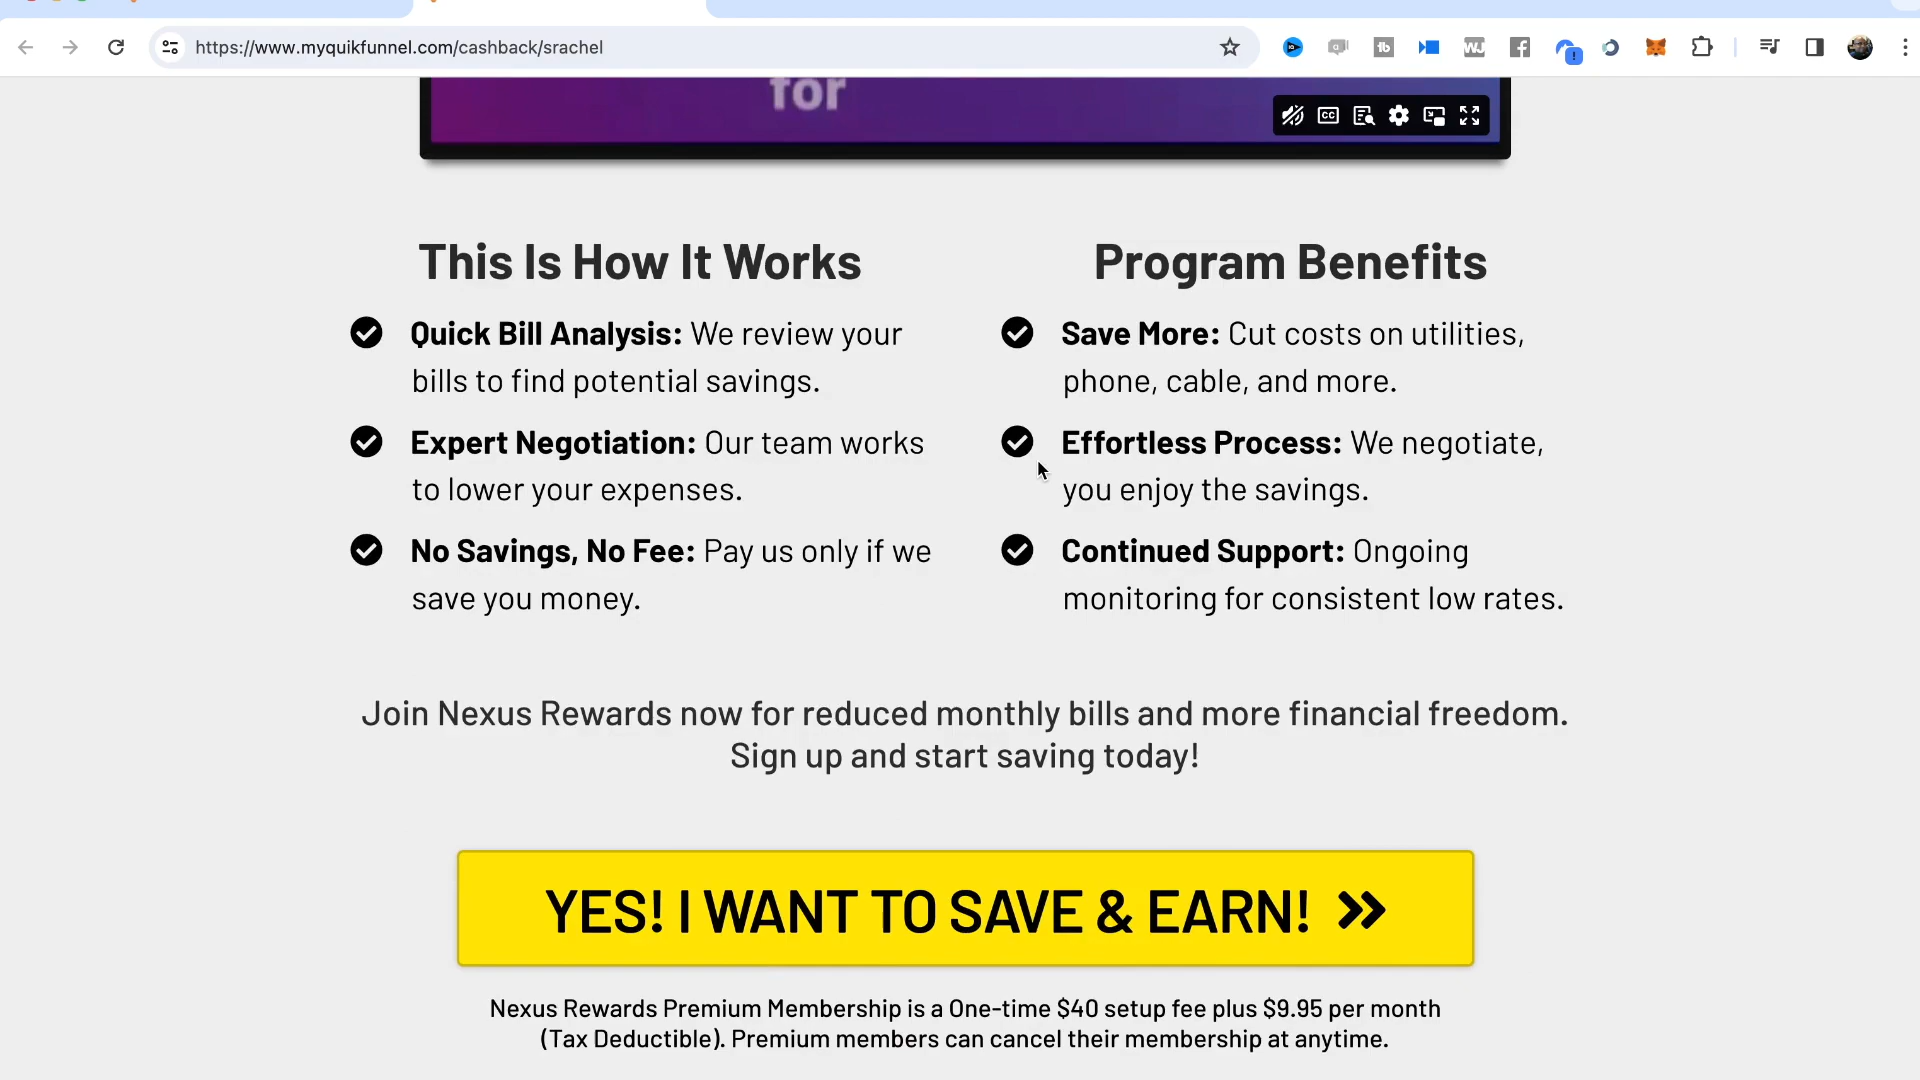 https://www.myquikfunnel.com/cashback/srachel
for
This Is How It Works
Quick Bill Analysis: We review your
bills to find potential savings.
Expert Negotiation: Our team works
to lower your expenses.
No Savings, No Fee: Pay us only if we
save you money.
Program Benefits
Save More: Cut costs on utilities,
phone, cable, and more.
Effortless Process: We negotiate,
you enjoy the savings.
Continued Support: Ongoing
monitoring for consistent low rates.
Join Nexus Rewards now for reduced monthly bills and more financial freedom.
Sign up and start saving today!
YES! I WANT TO SAVE & EARN! »
Nexus Rewards Premium Membership is a One-time $40 setup fee plus $9.95 per month
(Tax Deductible). Premium members can cancel their membership at anytime.